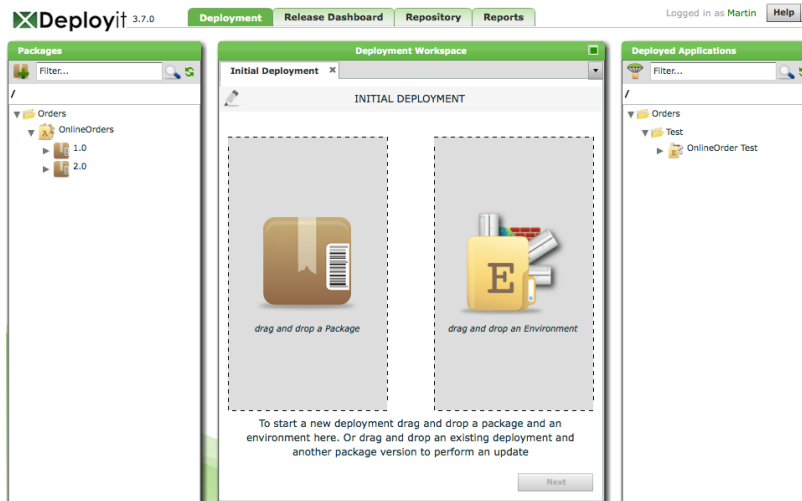 Deployit 3.7.0
Deployment
Release Dashboard
Repository
Reports
Logged in as Martin
Help
Packages
Filter...
/
Orders
OnlineOrders
1.0
2.0
Deployment Workspace
Initial Deployment
INITIAL DEPLOYMENT
drag and drop a Package
E
drag and drop an Environment
To start a new deployment drag and drop a package and an
environment here. Or drag and drop an existing deployment and
another package version to perform an update
Next
Deployed Applications
Filter...
/
Orders
Test
OnlineOrder Test